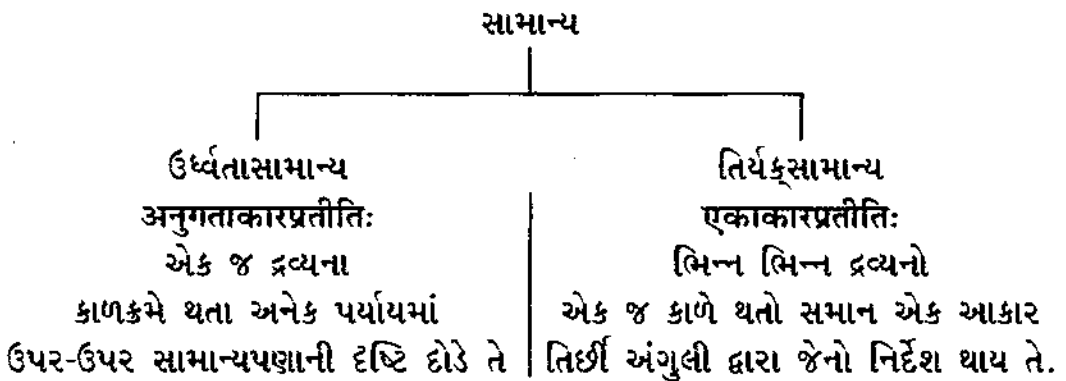 સામાન્ય
ઉર્ધ્વતાસામાન્ય
अनुगताकारप्रतीतिः
એક જ દ્રવ્યના
કાળક્રમે થતા અનેક પર્યાયમાં
ઉપર-ઉપર સામાન્યપણાની દૃષ્ટિ દોડે તે
તિર્યક્સામાન્ય
एकाकारप्रतीतिः
ભિન્ન ભિન્ન દ્રવ્યનો
એક જ કાળે થતો સમાન એક આકાર
તિર્છી અંગુલી દ્વારા જેનો નિર્દેશ થાય તે.